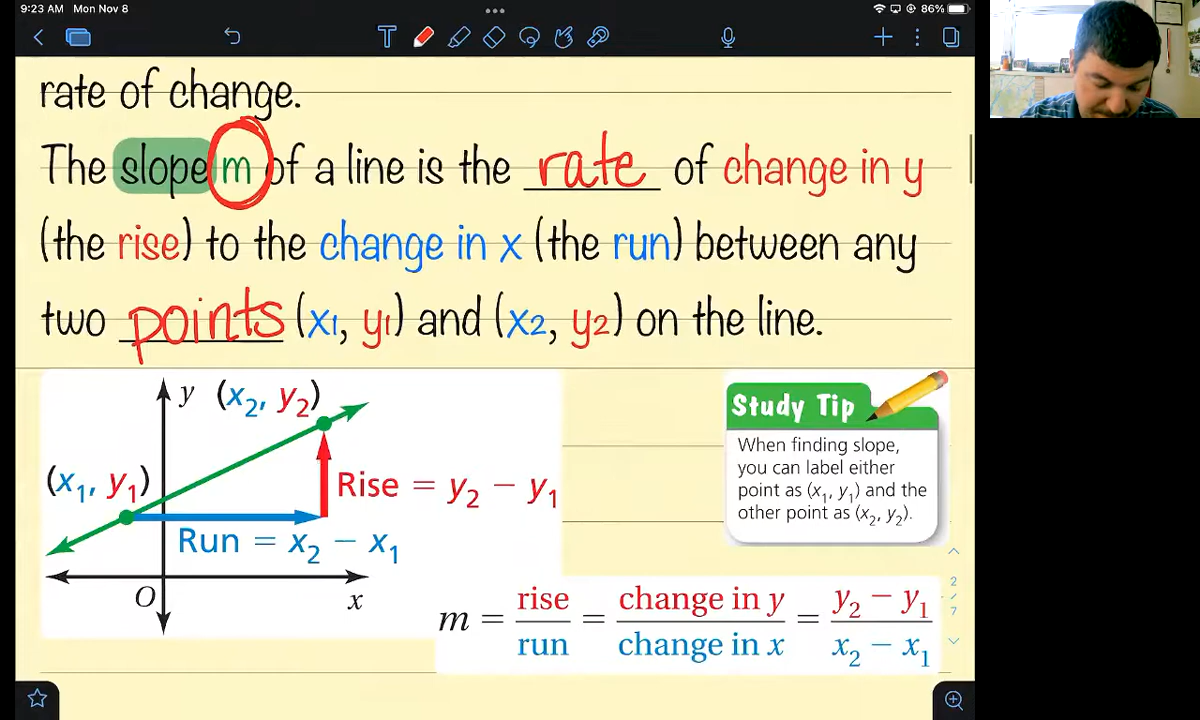 9:23 AM Mon Nov 8
86%
T
rate of change.
The slope m of a line is the rate of change in y
(the rise) to the change in x (the run) between any
two points (x1, y1) and (x2, y2) on the line.
y (x₂, y₂)
(x₁, y₁)
Rise = y₂ − y₁
Run = x₂ − x₁
O
x
Study Tip
When finding slope,
you can label either
point as (x₁, y₁) and the
other point as (x₂, y₂).
m = rise/run = change in y/change in x = y₂ − y₁/x₂ − x₁
2
/
7